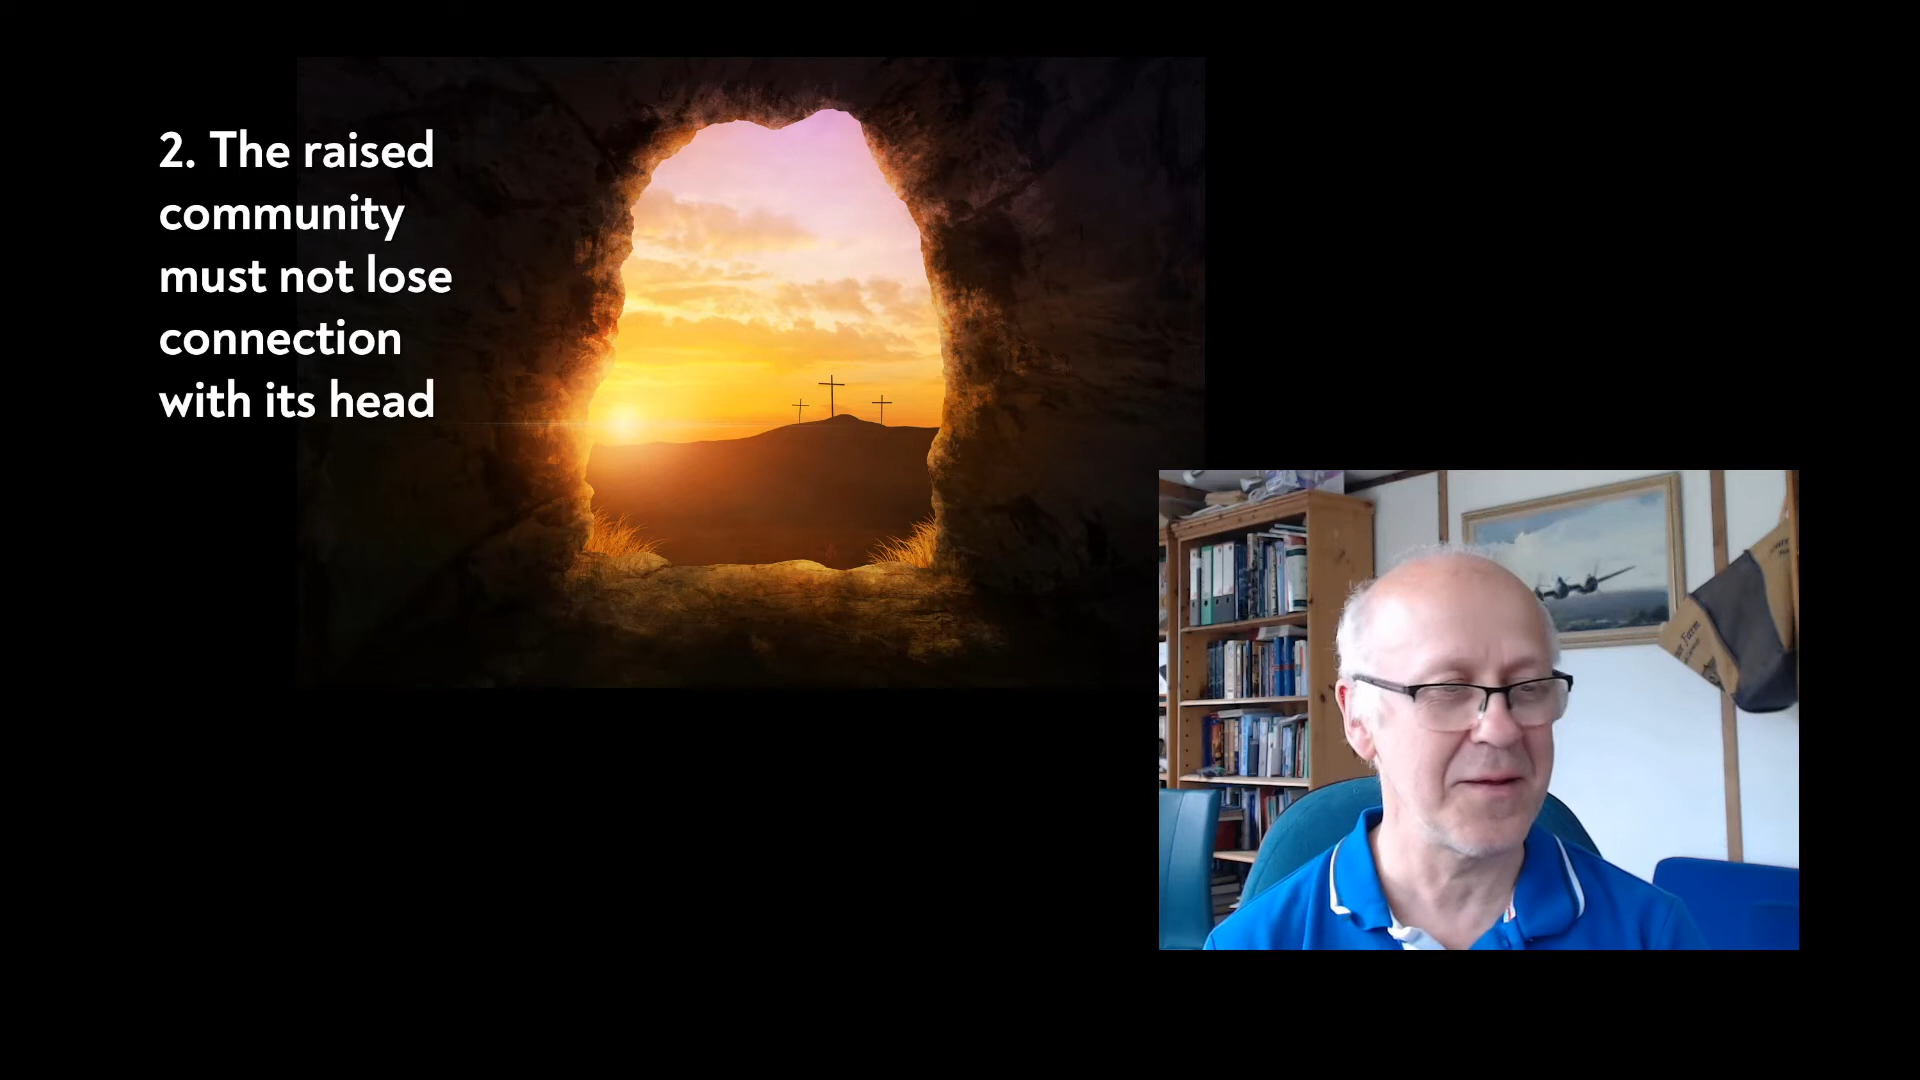 2. The raised
community
must not lose
connection
with its head